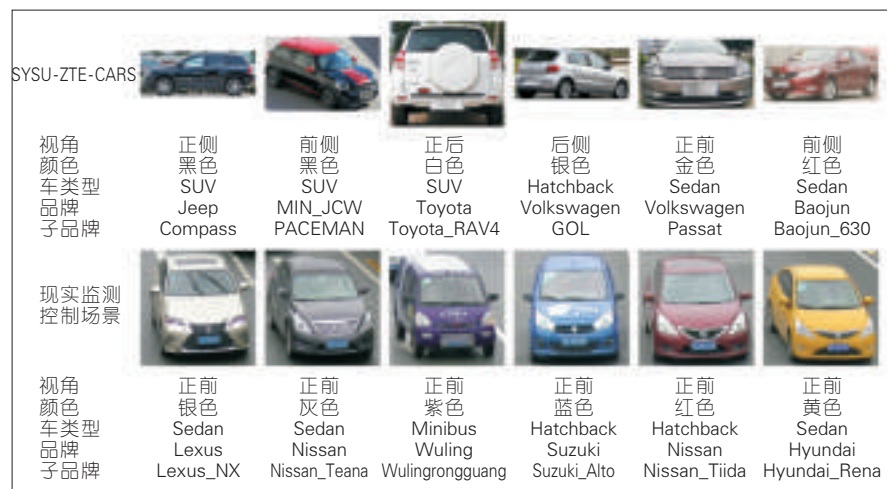 SYSU-ZTE-CARS
视角 正侧 前侧 正后 后侧 正前 前侧
颜色 黑色 黑色 白色 银色 金色 红色
车类型 SUV SUV SUV Hatchback Sedan Sedan
品牌 Jeep MIN_JCW Toyota Volkswagen Volkswagen Baojun
子品牌 Compass PACEMAN Toyota_RAV4 GOL Passat Baojun_630
现实监测
控制场景
视角 正前 正前 正前 正前 正前 正前
颜色 银色 灰色 紫色 蓝色 红色 黄色
车类型 Sedan Sedan Minibus Hatchback Hatchback Sedan
品牌 Lexus Nissan Wuling Suzuki Nissan Hyundai
子品牌 Lexus_NX Nissan_Teana Wulingrongguang Suzuki_Alto Nissan_Tiida Hyundai_Rena